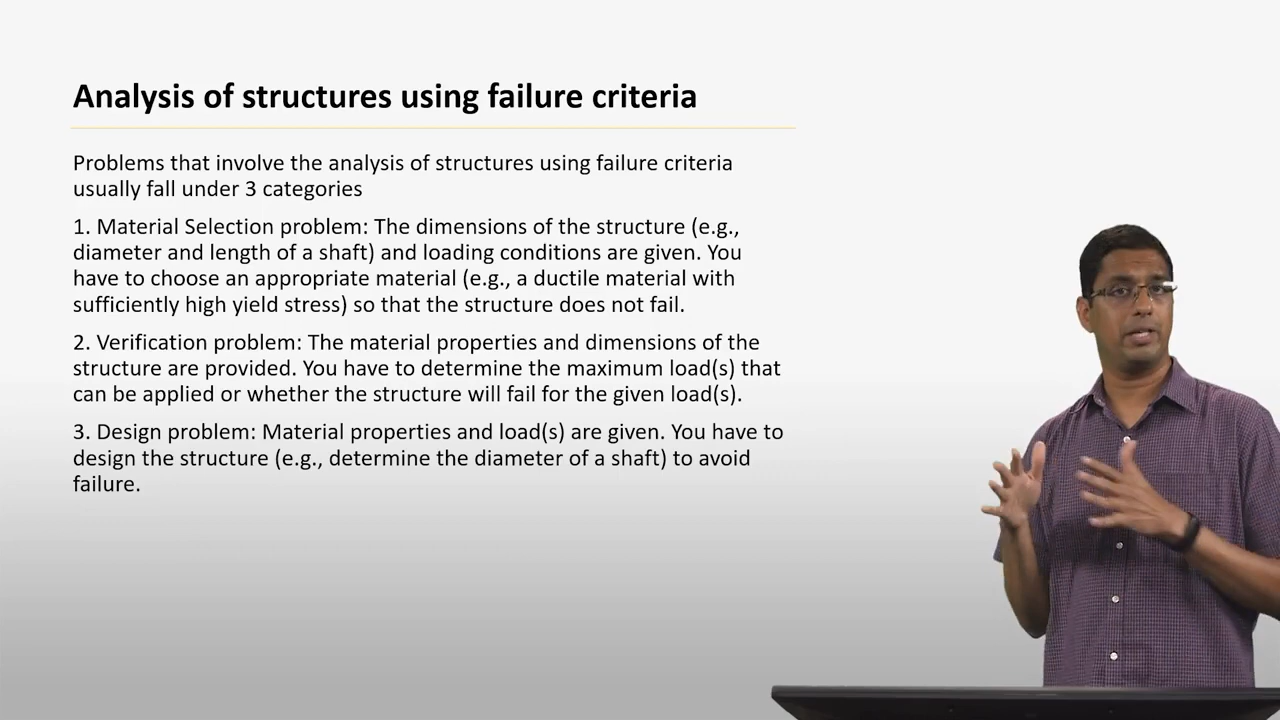 Analysis of structures using failure criteria
Problems that involve the analysis of structures using failure criteria
usually fall under 3 categories
1. Material Selection problem: The dimensions of the structure (e.g.,
diameter and length of a shaft) and loading conditions are given. You
have to choose an appropriate material (e.g., a ductile material with
sufficiently high yield stress) so that the structure does not fail.
2. Verification problem: The material properties and dimensions of the
structure are provided. You have to determine the maximum load(s) that
can be applied or whether the structure will fail for the given load(s).
3. Design problem: Material properties and load(s) are given. You have to
design the structure (e.g., determine the diameter of a shaft) to avoid
failure.